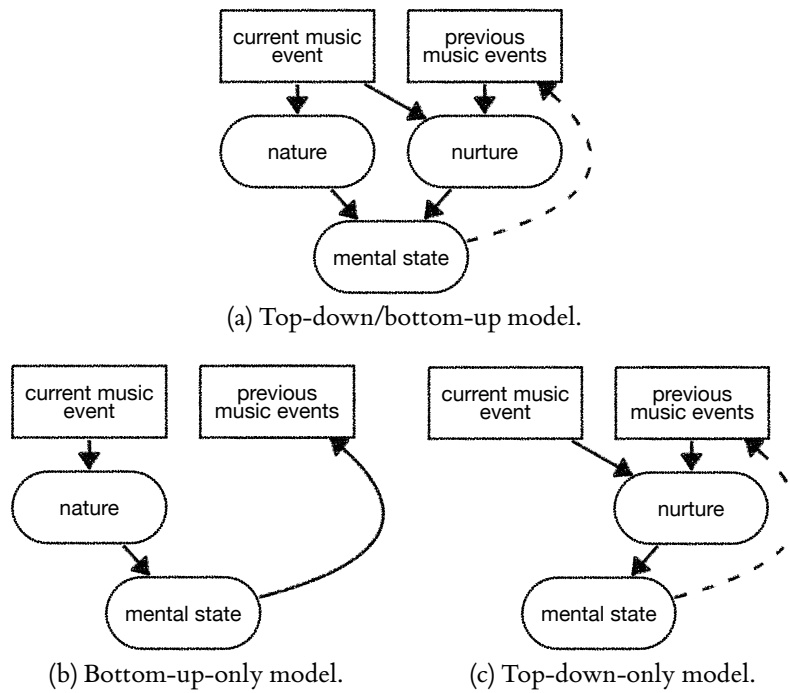 current music
event
previous
music events
nature
nurture
mental state
(a) Top-down/bottom-up model.
current music
event
previous
music events
nature
mental state
(b) Bottom-up-only model.
current music
event
previous
music events
nurture
mental state
(c) Top-down-only model.